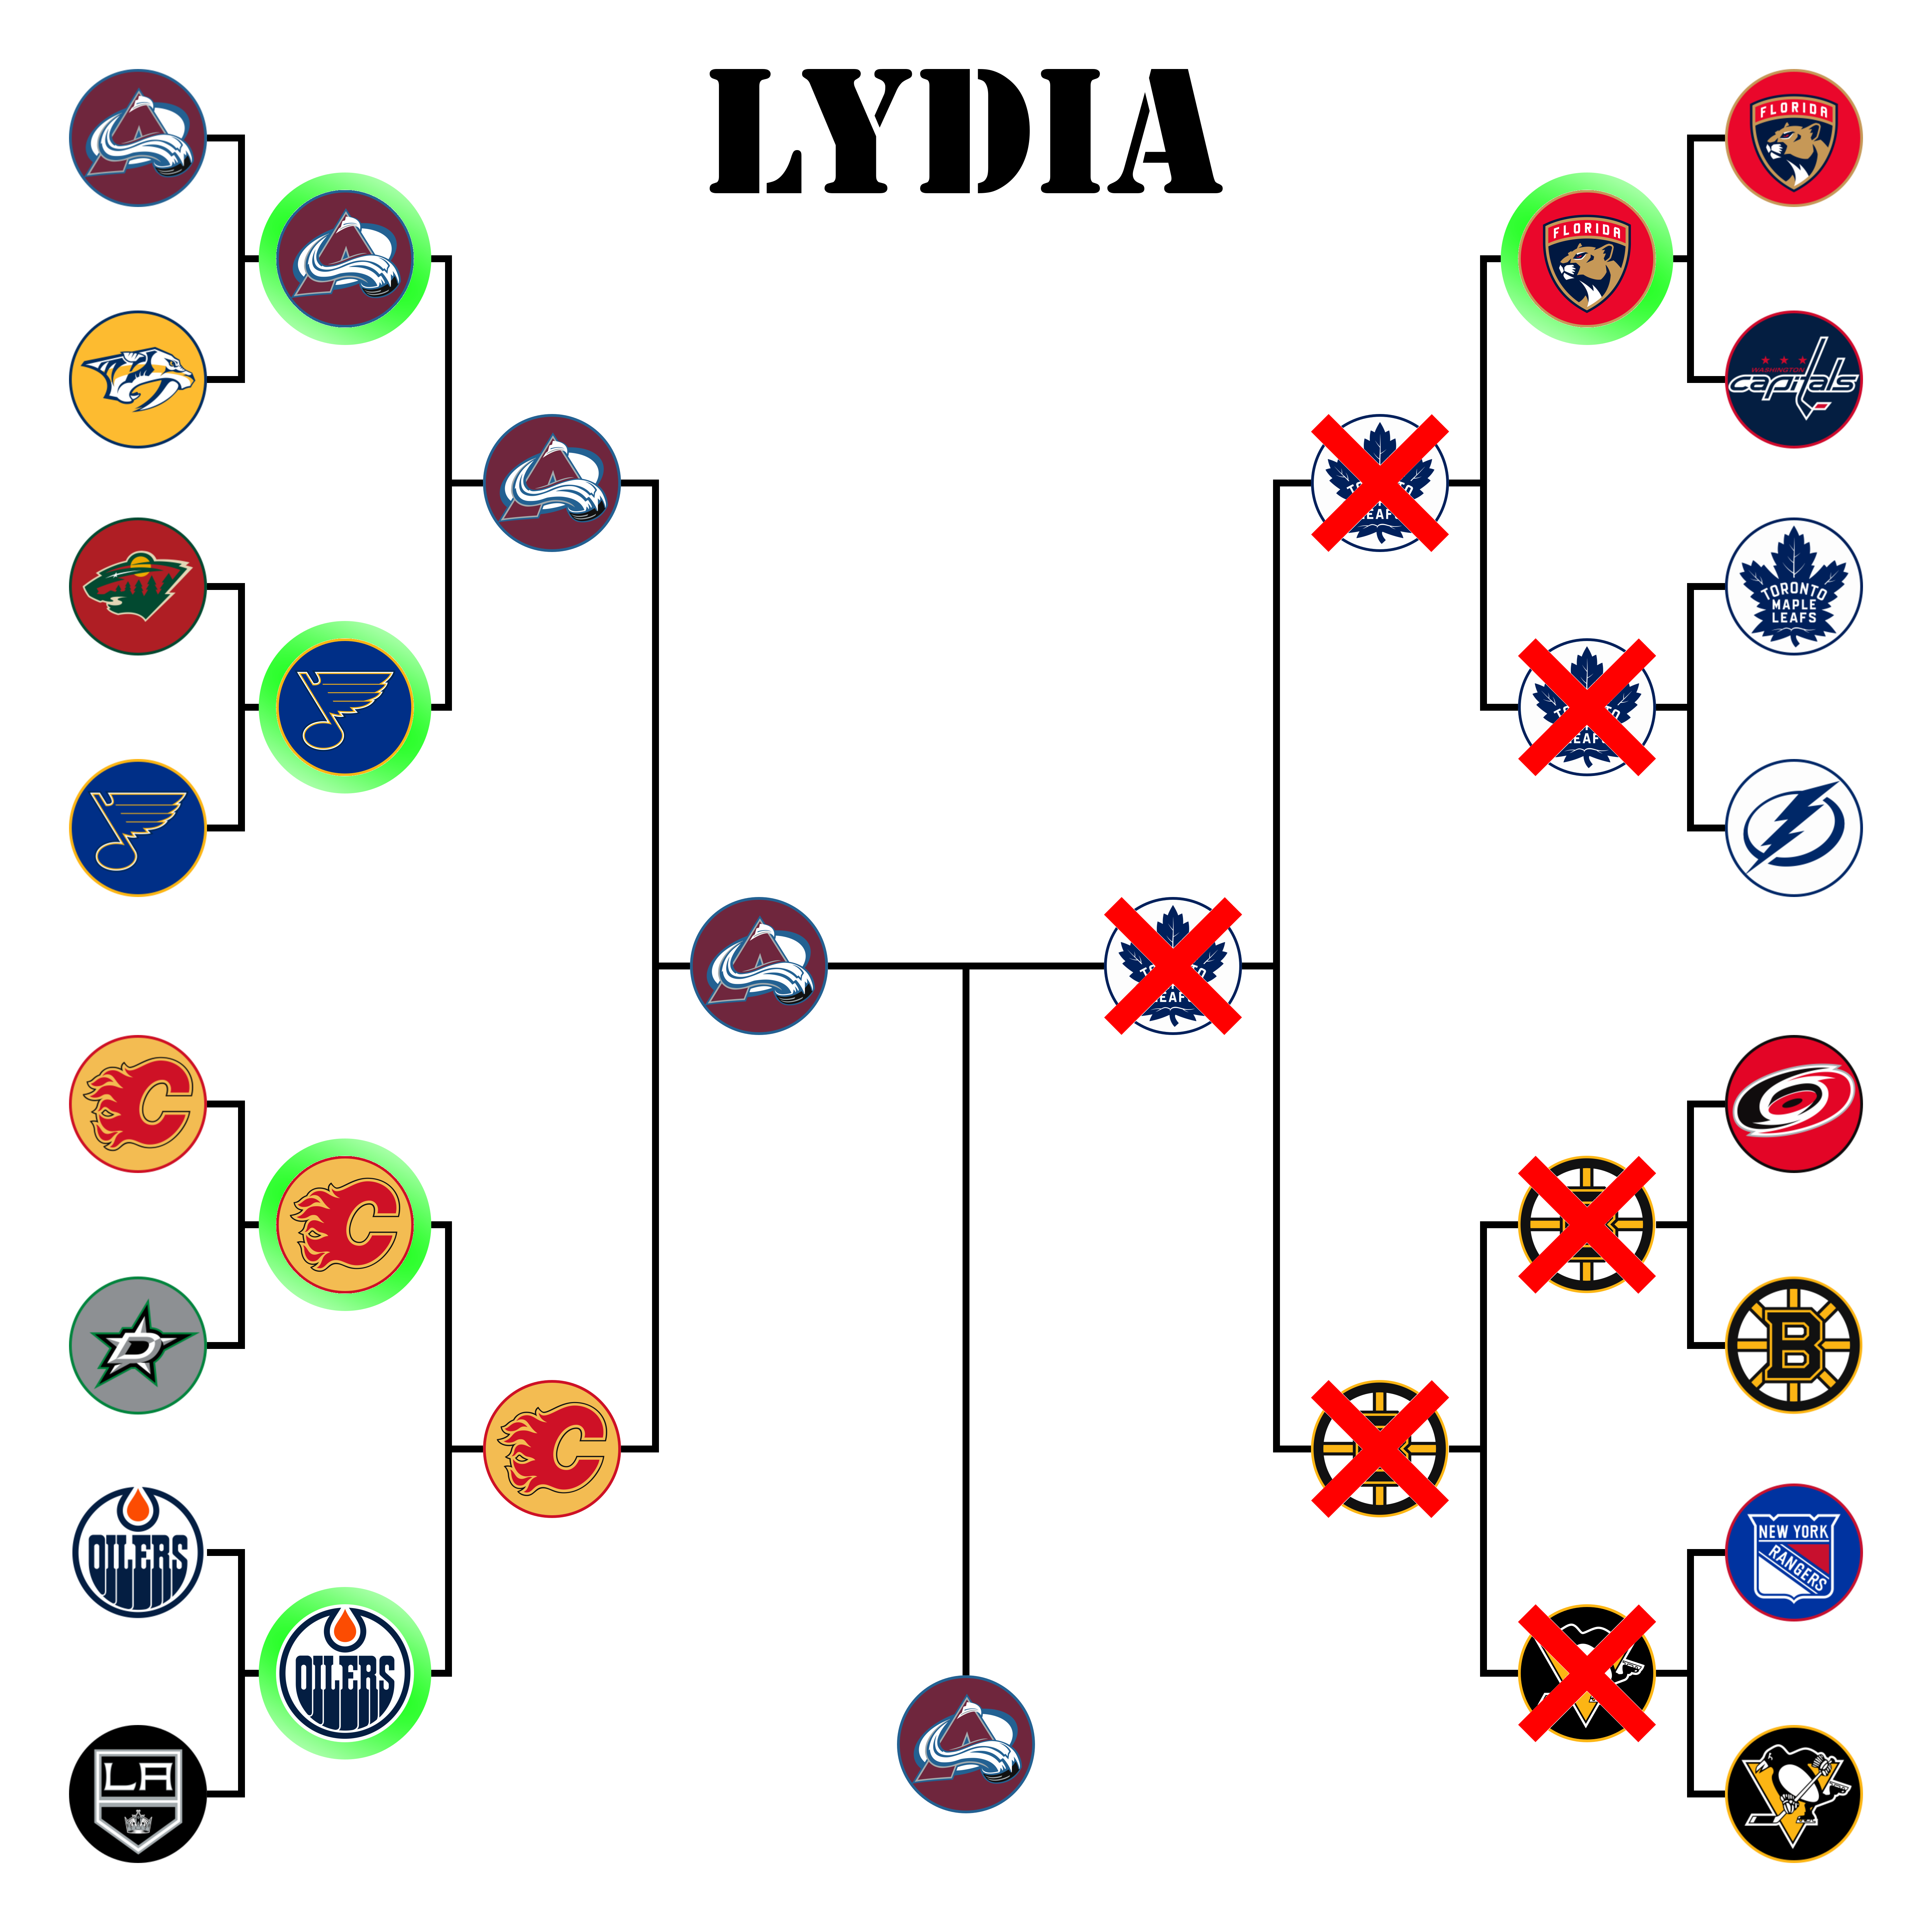 LYDIA
FLORIDA
FLORIDA
WASHINGTON
capitals
TORONTO
MAPLE
LEAFS
C
C
C
D
B
OILERS
OILERS
NEW YORK
RANGERS
LA